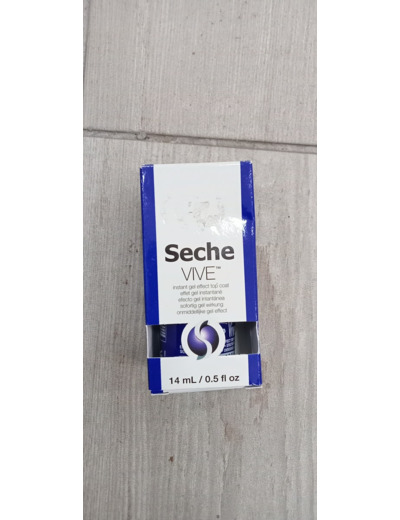 Seche
VIVE™
instant gel effect top coat
effet gel instantané
efecto gel instantánea
sofortig gel wirkung
onmiddellijke gel effect
14 mL / 0.5 fl oz